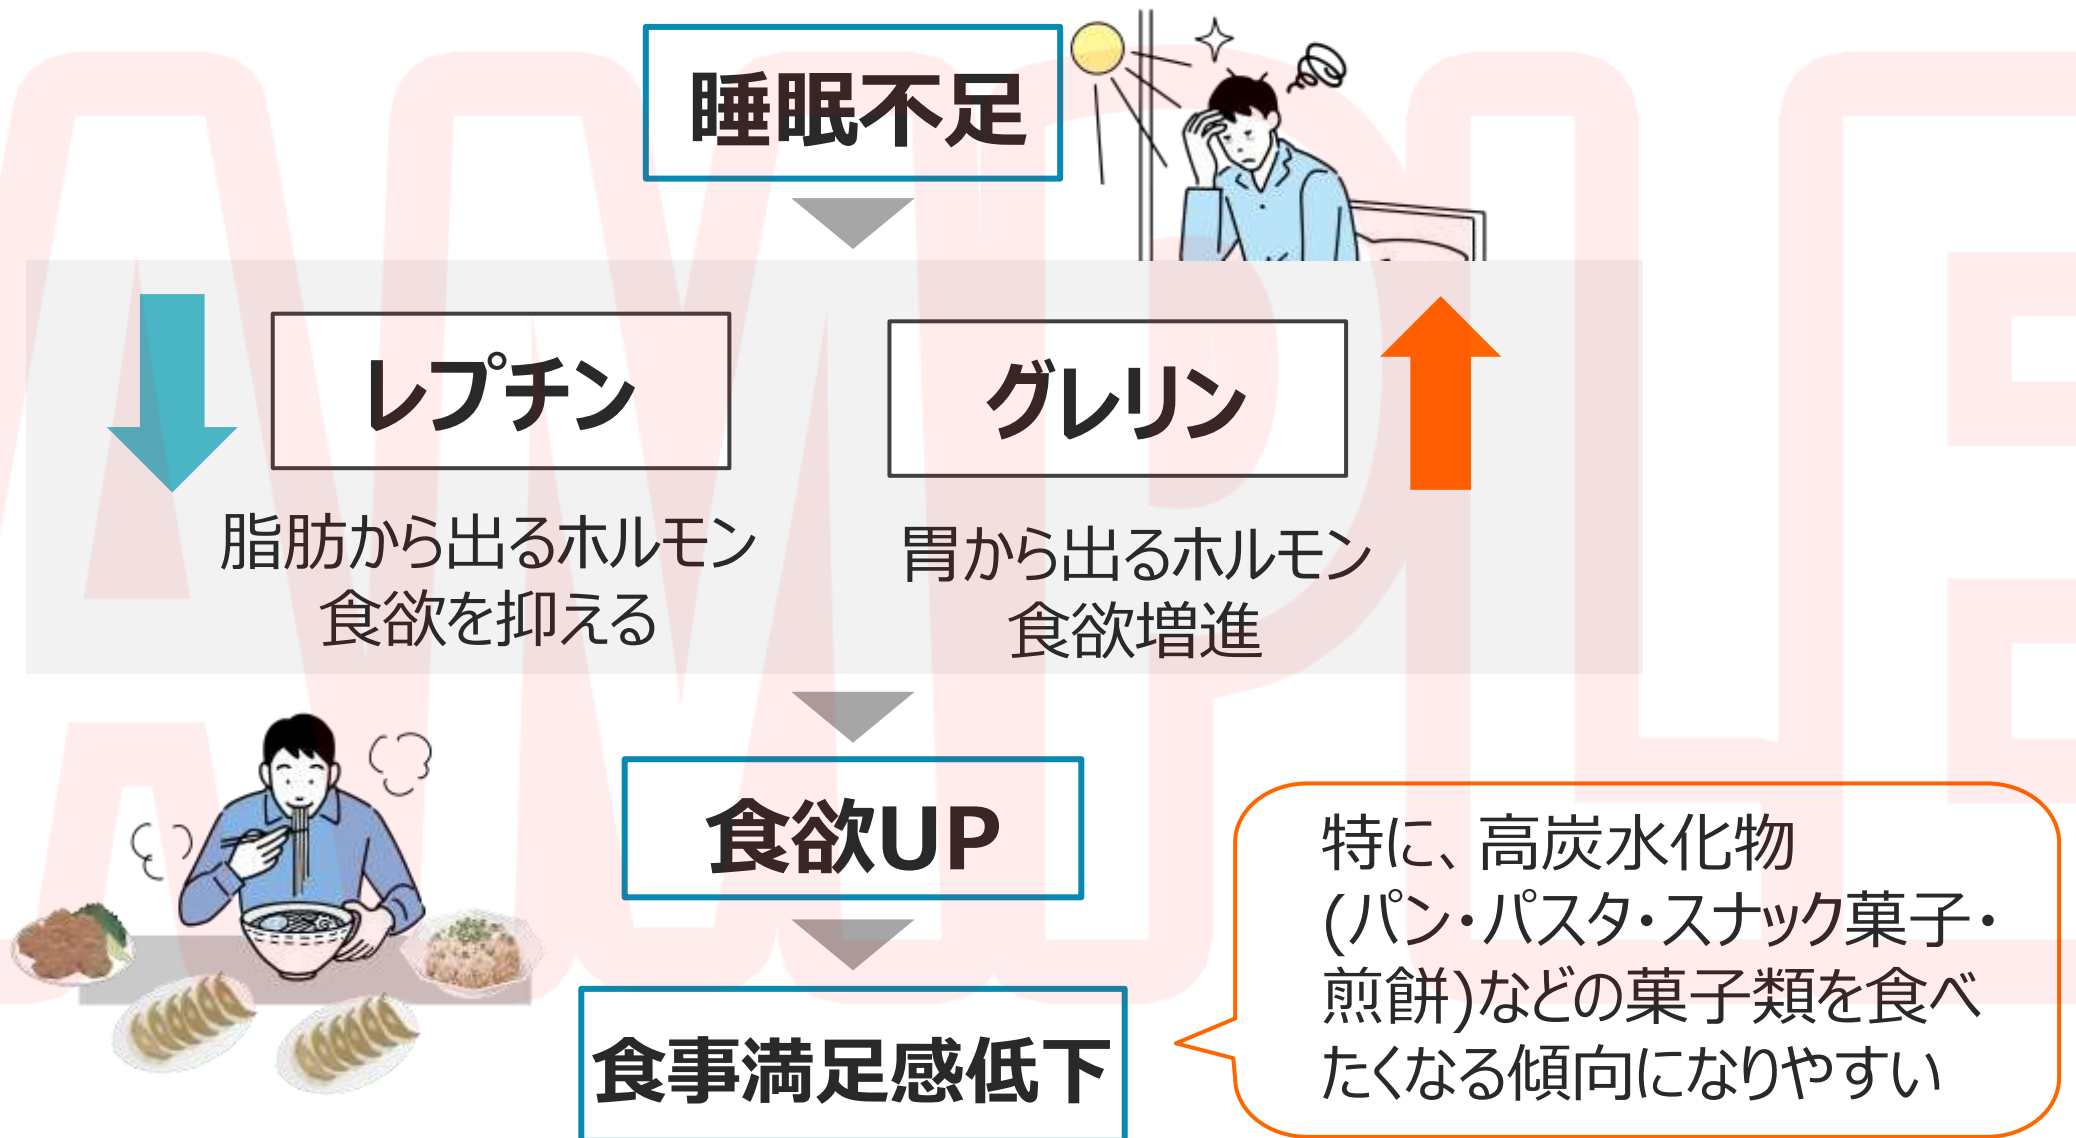 睡眠不足
レプチン
グレリン
脂肪から出るホルモン
食欲を抑える
胃から出るホルモン
食欲増進
食欲UP
食事満足感低下
特に、高炭水化物
(パン・パスタ・スナック菓子・
煎餅)などの菓子類を食べ
たくなる傾向になりやすい
AMPLE